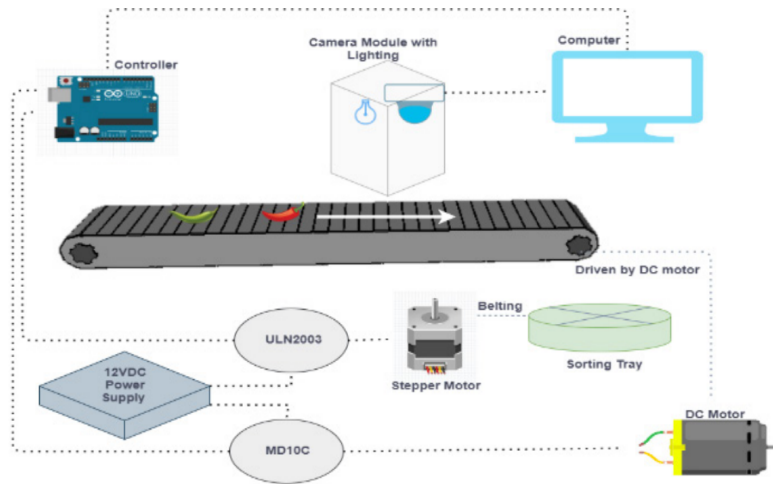 Camera Module with
Lighting
Computer
Controller
Driven by DC motor
Belting
ULN2003
Stepper Motor
Sorting Tray
12VDC
Power
Supply
DC Motor
MD10C